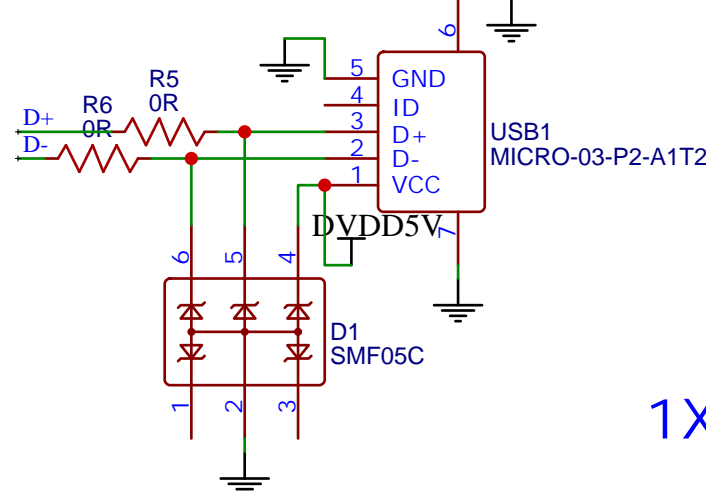 6
5
GND
4
ID
3
D+
2
D-
1
VCC
7
USB1
MICRO-03-P2-A1T2
R5
0R
R6
0R
D+
D-
DVDD5V
6
5
4
D1
SMF05C
1
2
3
1X